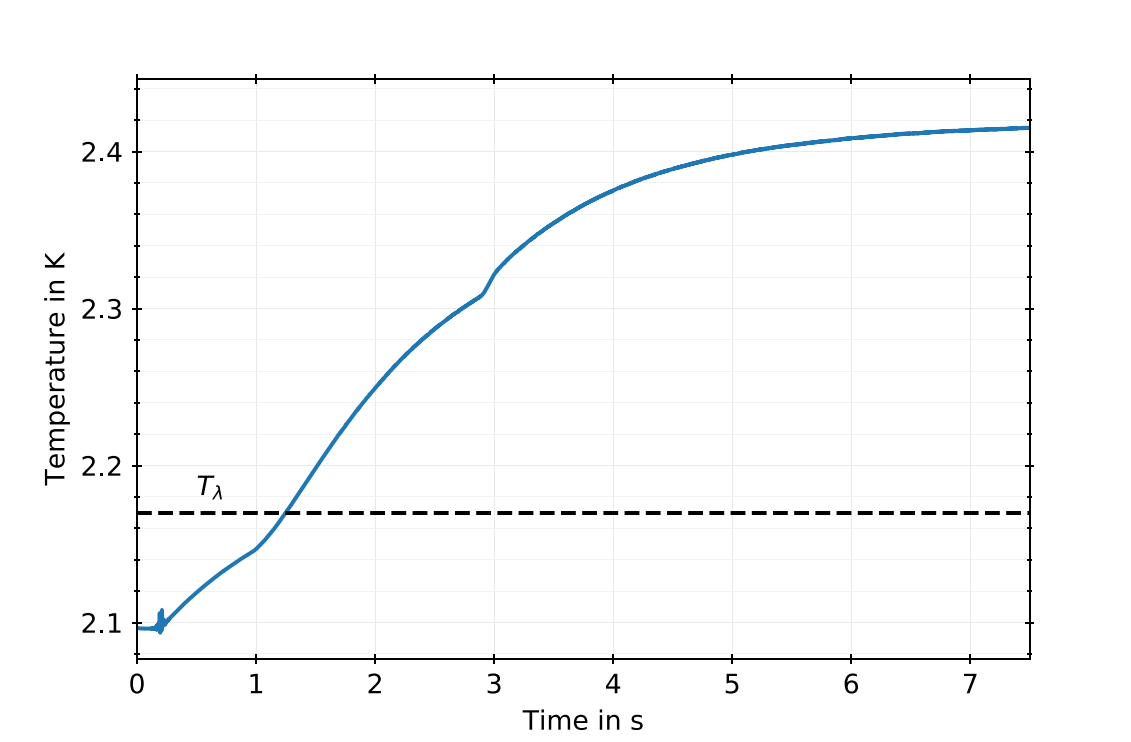 2.4
2.3
2.2
2.1
Temperature in K
T_λ
0 1 2 3 4 5 6 7
Time in s